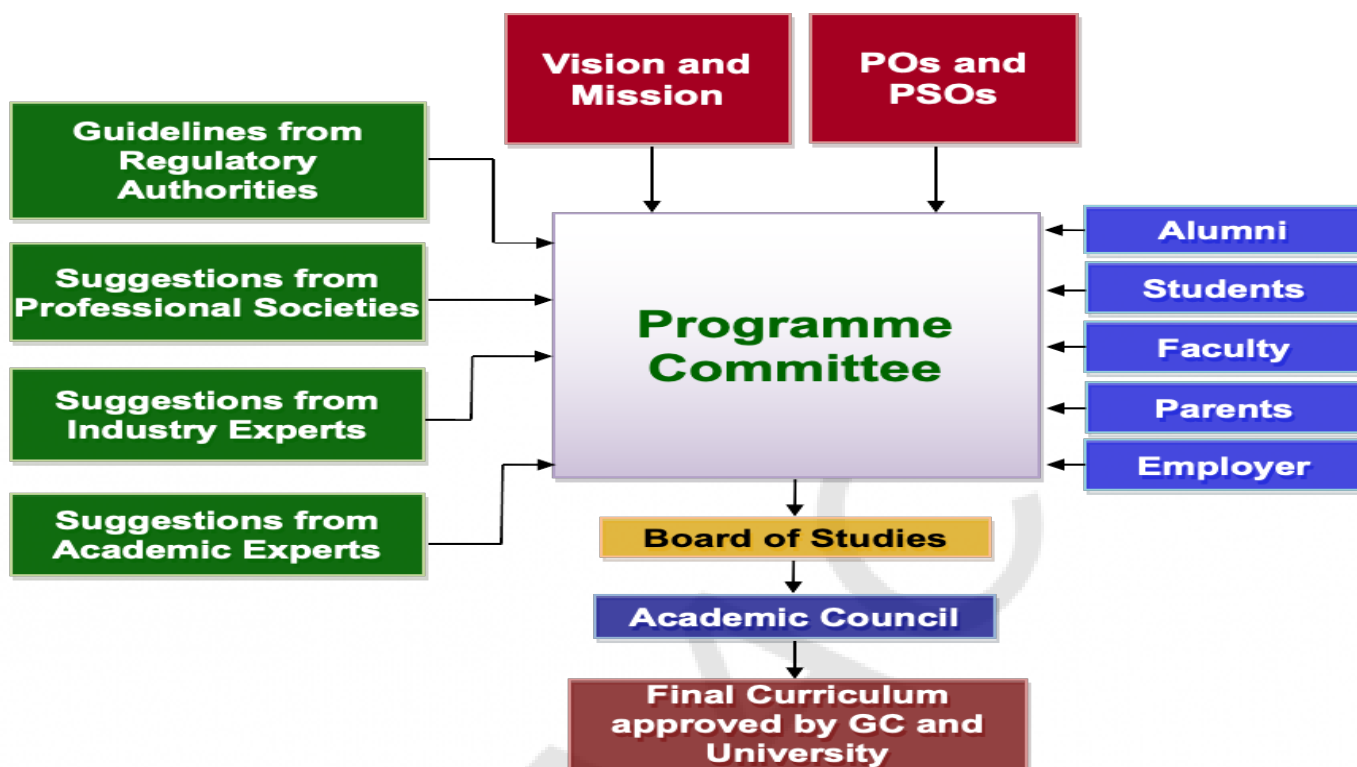 Vision and
Mission
POs and
PSOs
Guidelines from
Regulatory
Authorities
Suggestions from
Professional Societies
Suggestions from
Industry Experts
Suggestions from
Academic Experts
Programme
Committee
Alumni
Students
Faculty
Parents
Employer
Board of Studies
Academic Council
Final Curriculum
approved by GC and
University